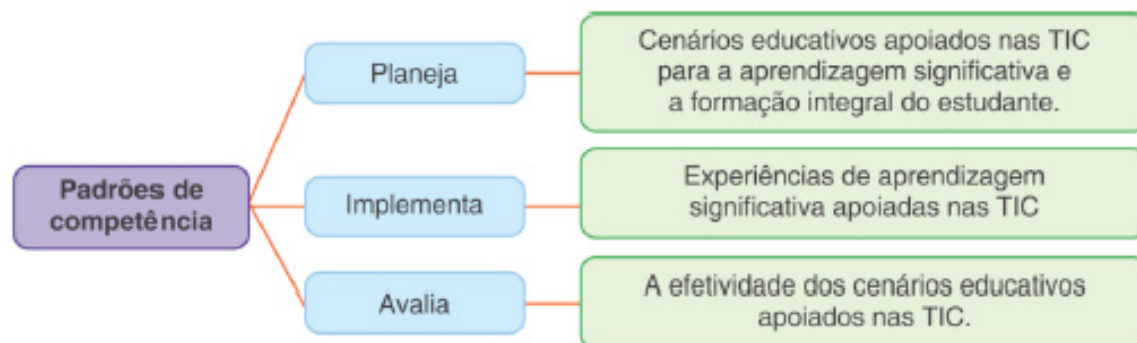 Padrões de
competência
Planeja
Cenários educativos apoiados nas TIC
para a aprendizagem significativa e
a formação integral do estudante.
Implementa
Experiências de aprendizagem
significativa apoiadas nas TIC
Avalia
A efetividade dos cenários educativos
apoiados nas TIC.